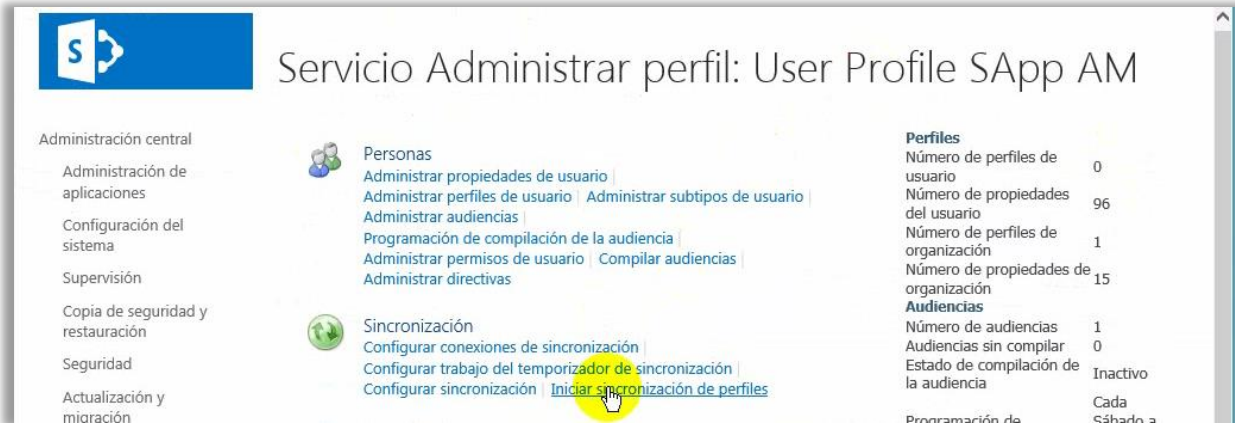 S
Servicio Administrar perfil: User Profile SApp AM
Administración central
Administración de
aplicaciones
Configuración del
sistema
Supervisión
Copia de seguridad y
restauración
Seguridad
Actualización y
migración
Personas
Administrar propiedades de usuario
Administrar perfiles de usuario | Administrar subtipos de usuario
Administrar audiencias
Programación de compilación de la audiencia
Administrar permisos de usuario | Compilar audiencias
Administrar directivas
Sincronización
Configurar conexiones de sincronización
Configurar trabajo del temporizador de sincronización
Configurar sincronización | Iniciar sincronización de perfiles
Perfiles
Número de perfiles de
usuario 0
Número de propiedades
del usuario 96
Número de perfiles de
organización 1
Número de propiedades de
organización 15
Audiencias
Número de audiencias 1
Audiencias sin compilar 0
Estado de compilación de
la audiencia Inactivo
Cada
Programación de Sábado a